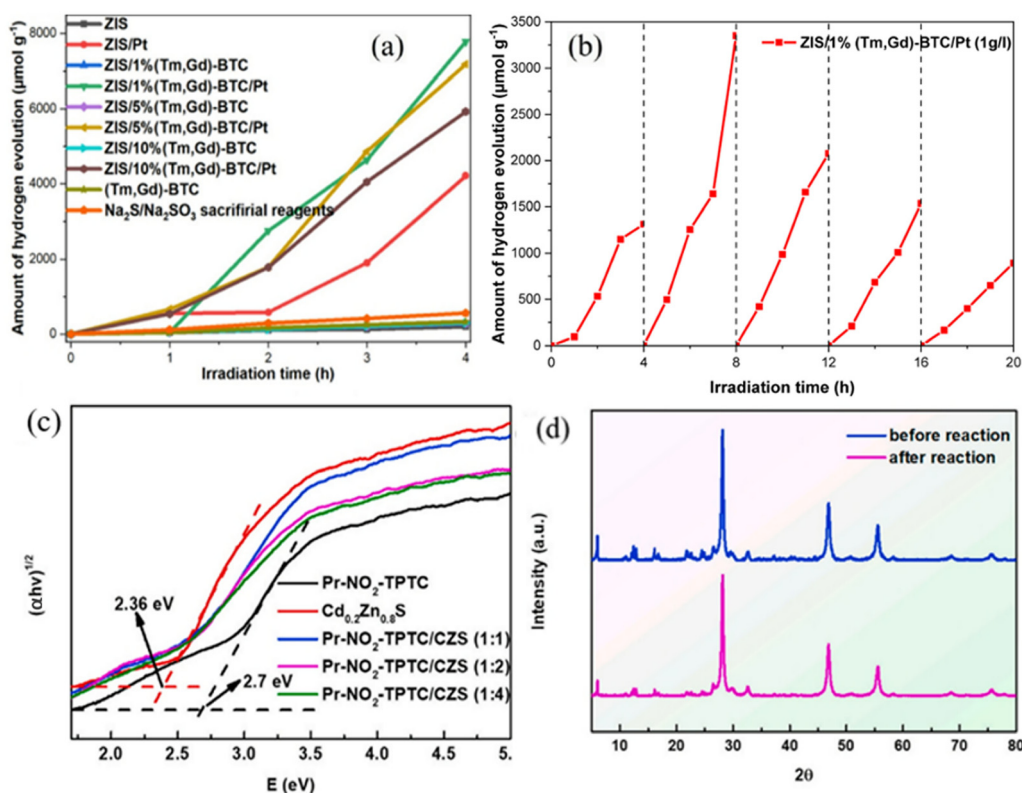 (a)
Amount of hydrogen evolution (μmol g⁻¹)
8000
6000
4000
2000
0
ZIS
ZIS/Pt
ZIS/1%(Tm,Gd)-BTC
ZIS/1%(Tm,Gd)-BTC/Pt
ZIS/5%(Tm,Gd)-BTC
ZIS/5%(Tm,Gd)-BTC/Pt
ZIS/10%(Tm,Gd)-BTC
ZIS/10%(Tm,Gd)-BTC/Pt
(Tm,Gd)-BTC
Na₂S/Na₂SO₃ sacrifirial reagents
0 1 2 3 4
Irradiation time (h)
(b)
Amount of hydrogen evolution (μmol g⁻¹)
3500
3000
2500
2000
1500
1000
500
0
ZIS/1% (Tm,Gd)-BTC/Pt (1g/l)
0 4 8 12 16 20
Irradiation time (h)
(c)
(αhv)¹/²
2.36 eV
2.7 eV
Pr-NO₂-TPTC
Cd₀.₂Zn₀.₈S
Pr-NO₂-TPTC/CZS (1:1)
Pr-NO₂-TPTC/CZS (1:2)
Pr-NO₂-TPTC/CZS (1:4)
2.0 2.5 3.0 3.5 4.0 4.5 5.
E (eV)
(d)
Intensity (a.u.)
before reaction
after reaction
10 20 30 40 50 60 70 80
2θ